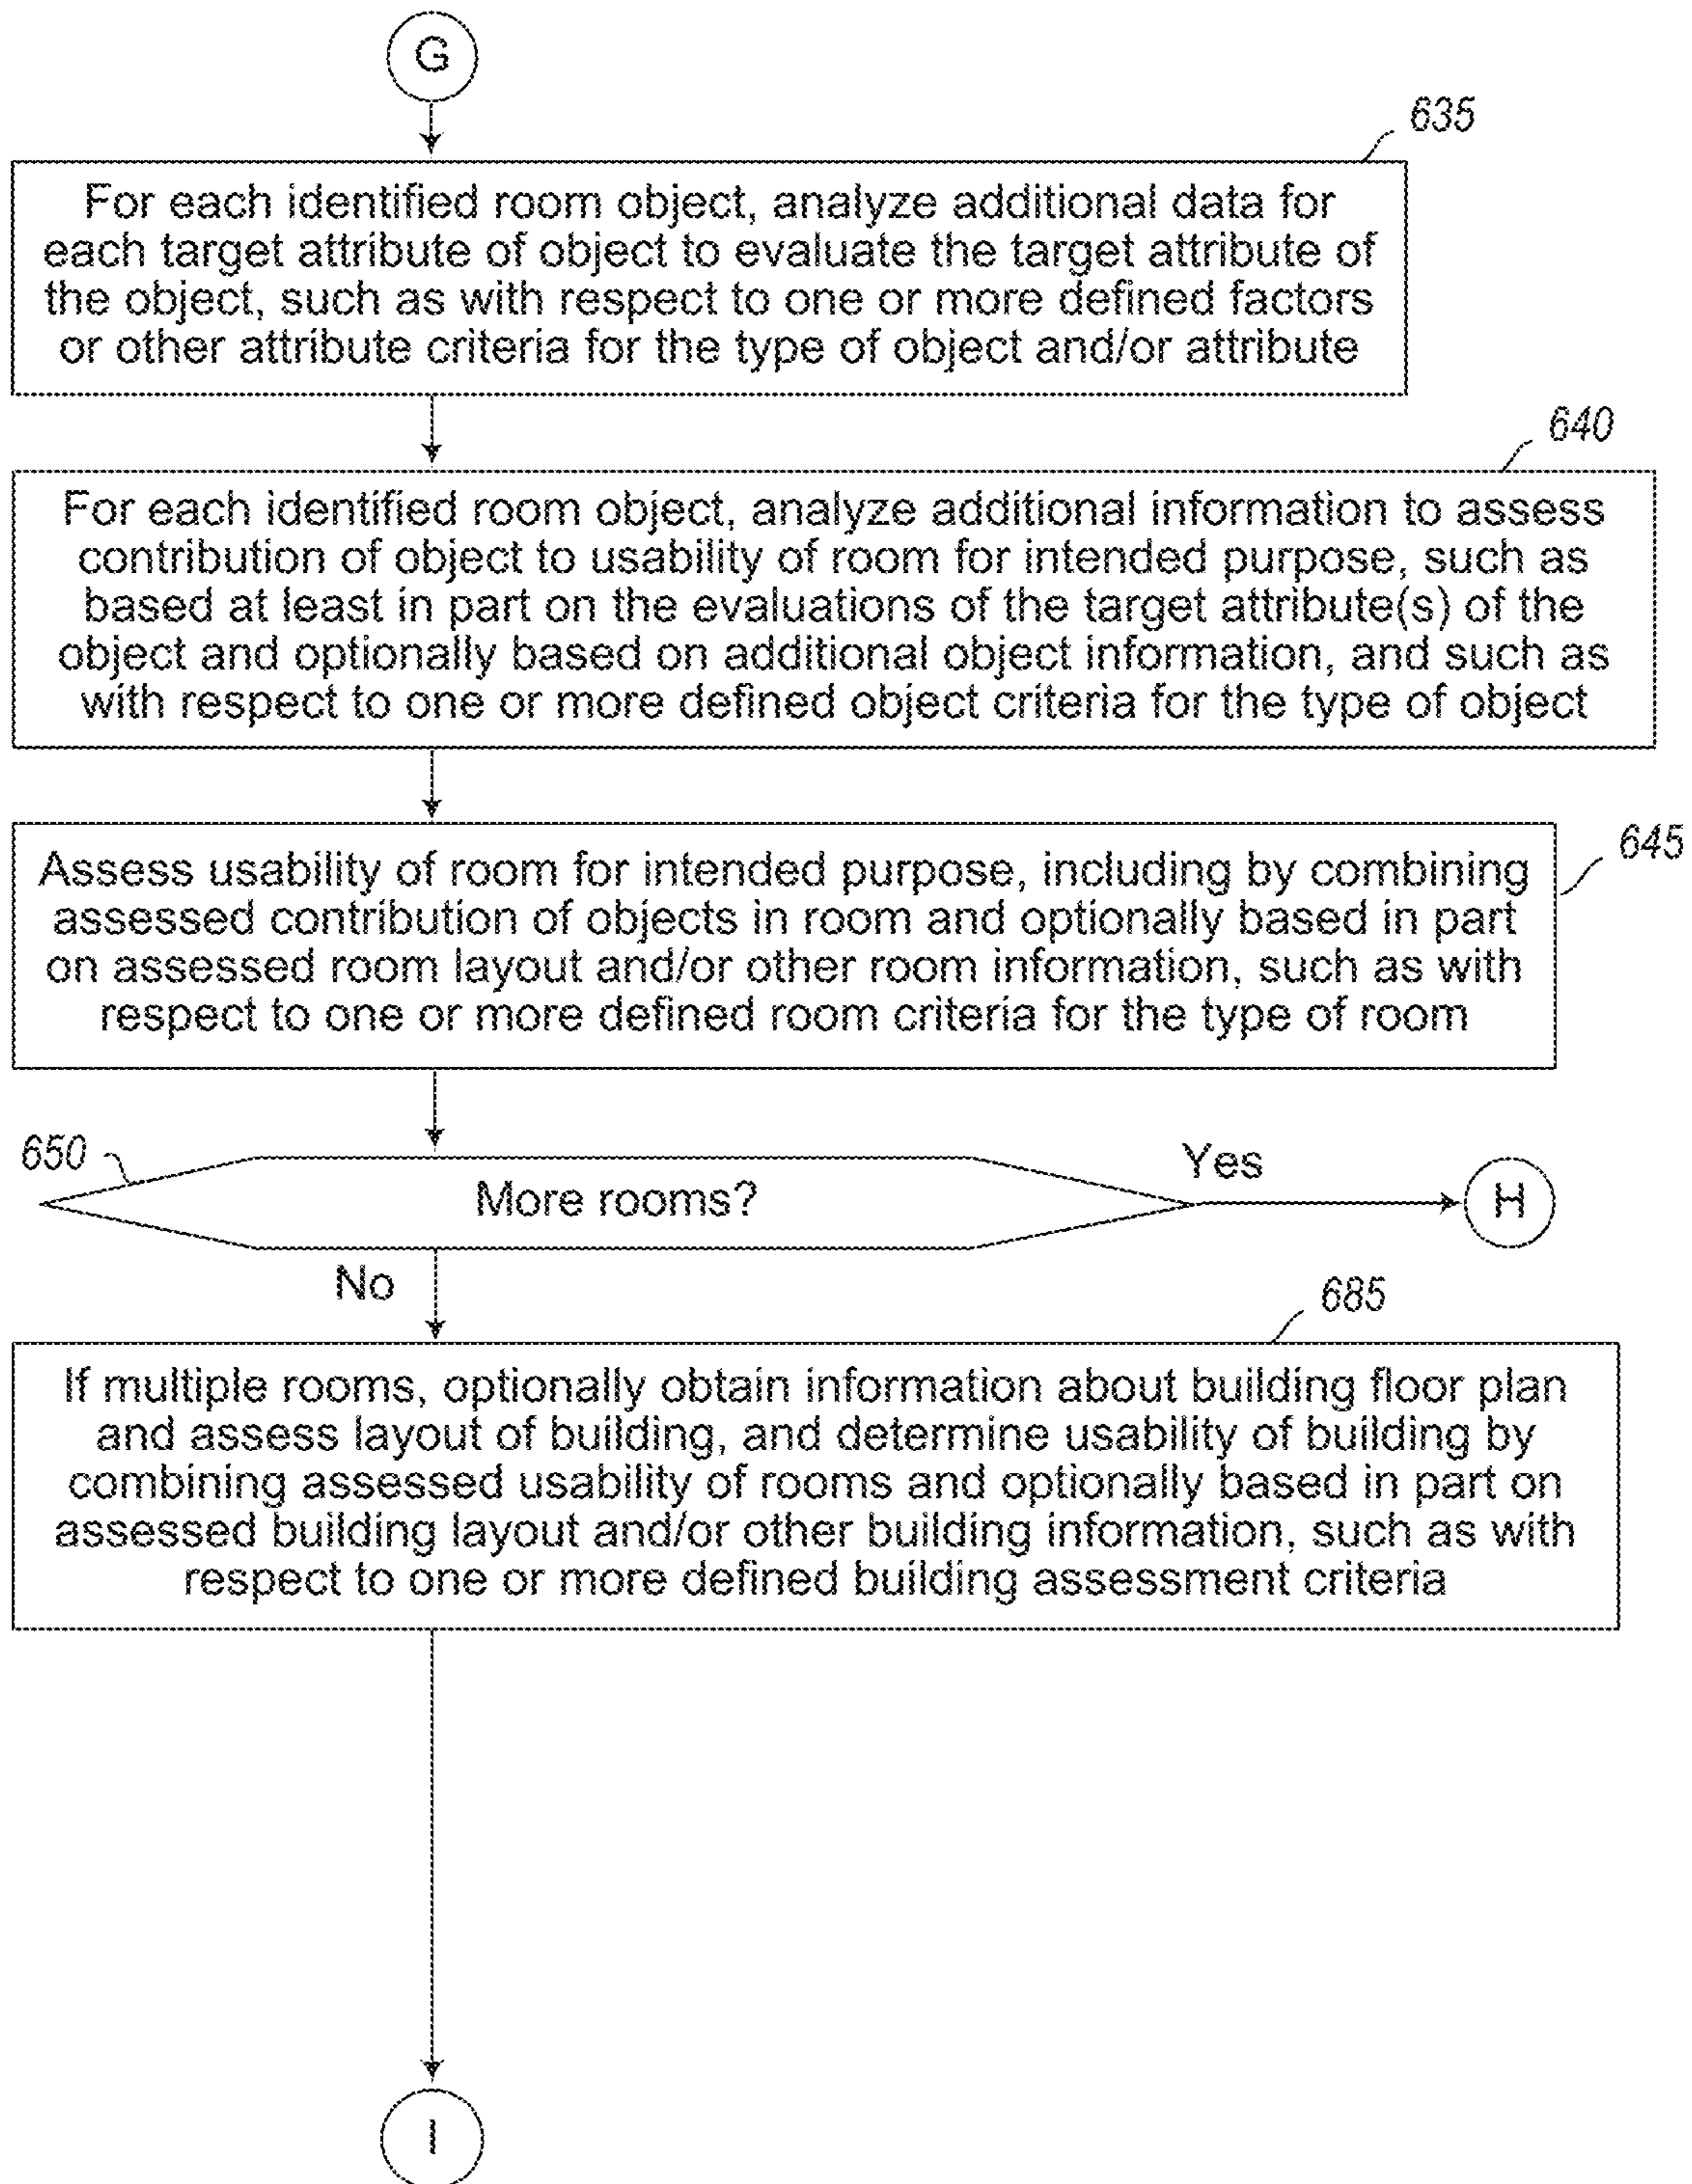 G
635
For each identified room object, analyze additional data for
each target attribute of object to evaluate the target attribute of
the object, such as with respect to one or more defined factors
or other attribute criteria for the type of object and/or attribute
640
For each identified room object, analyze additional information to assess
contribution of object to usability of room for intended purpose, such as
based at least in part on the evaluations of the target attribute(s) of the
object and optionally based on additional object information, and such as
with respect to one or more defined object criteria for the type of object
645
Assess usability of room for intended purpose, including by combining
assessed contribution of objects in room and optionally based in part
on assessed room layout and/or other room information, such as with
respect to one or more defined room criteria for the type of room
650
More rooms?
Yes
H
No
685
If multiple rooms, optionally obtain information about building floor plan
and assess layout of building, and determine usability of building by
combining assessed usability of rooms and optionally based in part on
assessed building layout and/or other building information, such as with
respect to one or more defined building assessment criteria
I